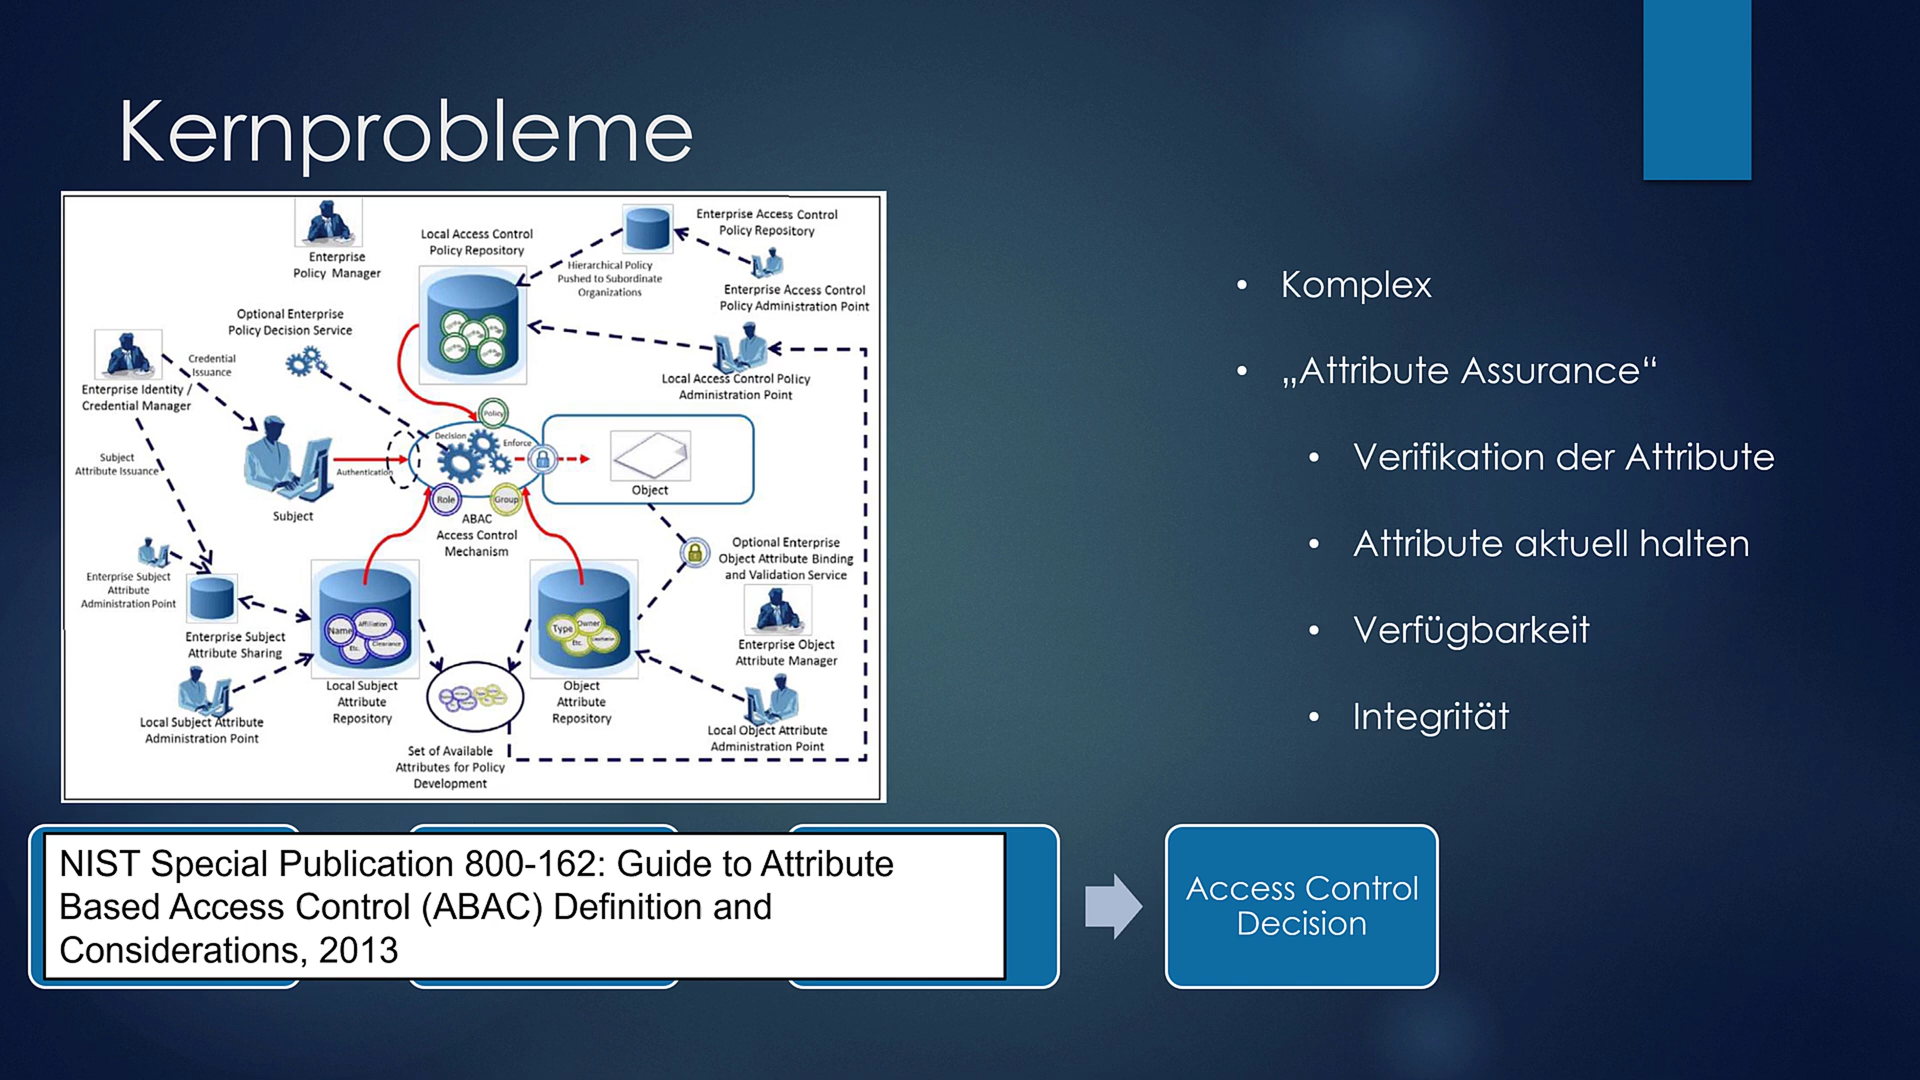 Kernprobleme
Enterprise
Policy Manager
Local Access Control
Policy Repository
Enterprise Access Control
Policy Repository
Hierarchical Policy
Pushed to Subordinate
Organizations
Enterprise Access Control
Policy Administration Point
Optional Enterprise
Policy Decision Service
Credential
Issuance
Enterprise Identity /
Credential Manager
Local Access Control Policy
Administration Point
Policy
Decision
Enforce
Subject
Attribute Issuance
Authentication
Object
Role
Group
Subject
ABAC
Access Control
Mechanism
Optional Enterprise
Object Attribute Binding
and Validation Service
Enterprise Subject
Attribute
Administration Point
Enterprise Subject
Attribute Sharing
Name
Affiliation
Etc.
Clearance
Type
Owner
Etc.
Enterprise Object
Attribute Manager
Local Subject
Attribute
Repository
Object
Attribute
Repository
Local Subject Attribute
Administration Point
Local Object Attribute
Administration Point
Set of Available
Attributes for Policy
Development
• Komplex
• „Attribute Assurance“
• Verifikation der Attribute
• Attribute aktuell halten
• Verfügbarkeit
• Integrität
NIST Special Publication 800-162: Guide to Attribute
Based Access Control (ABAC) Definition and
Considerations, 2013
Access Control
Decision